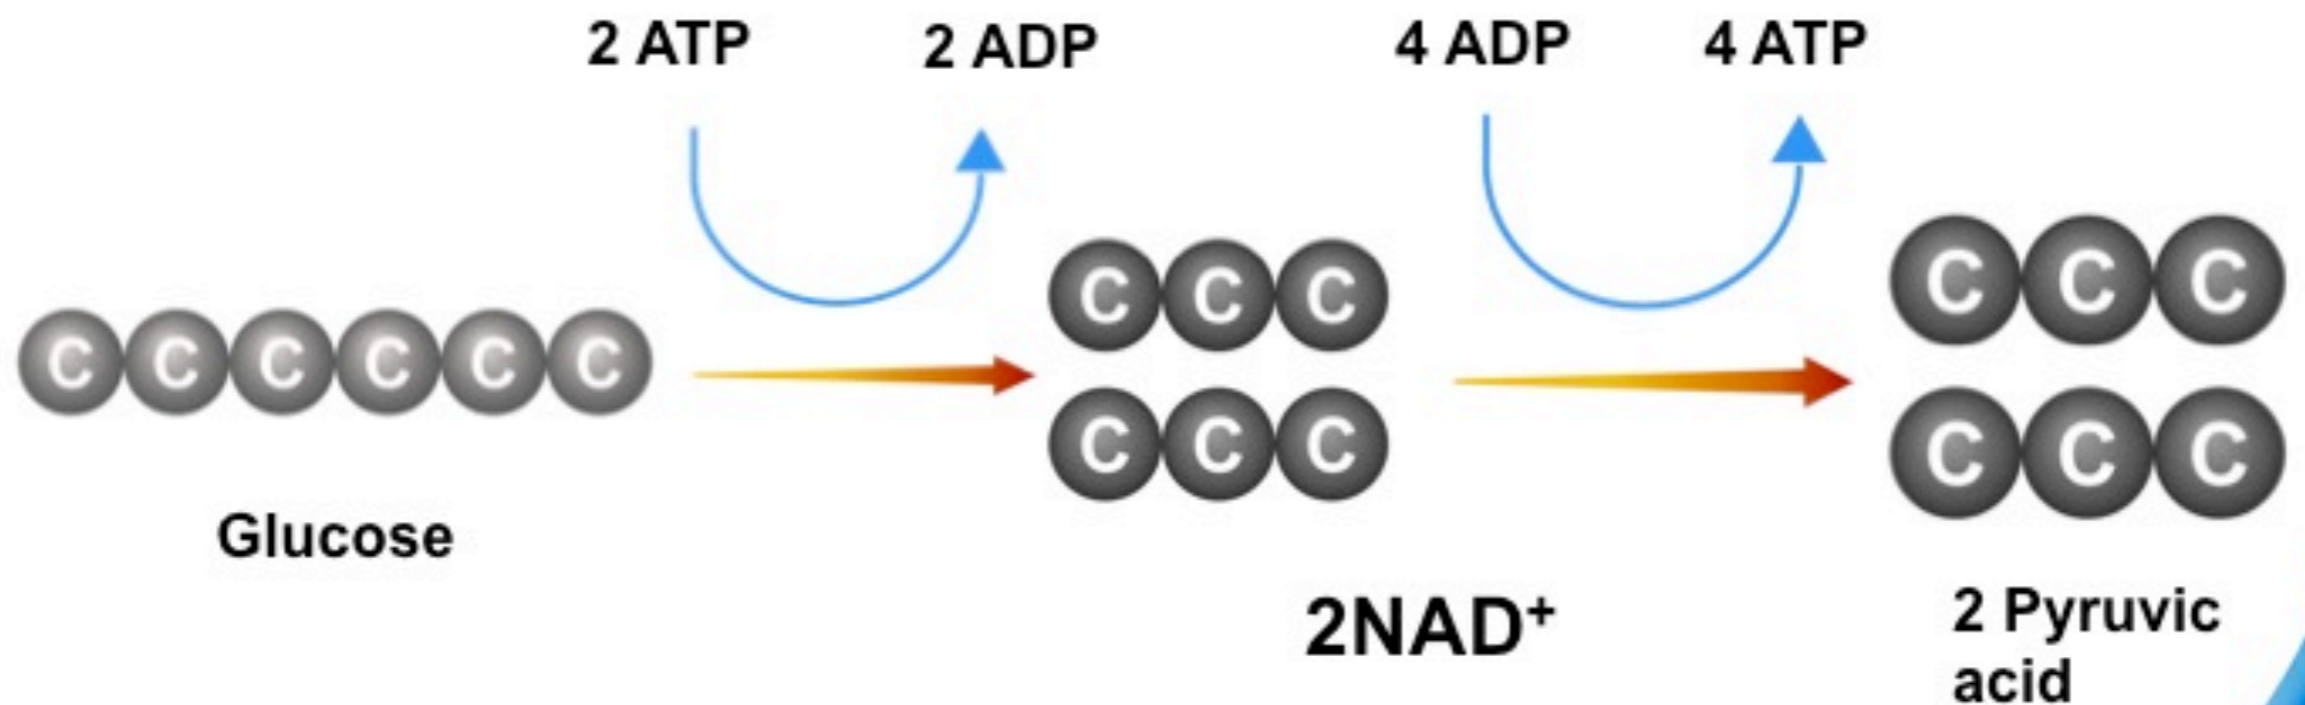 2 ATP 2 ADP 4 ADP 4 ATP
C C C C C C
C C C
C C C
C C C
C C C
Glucose
2NAD⁺
2 Pyruvic
acid